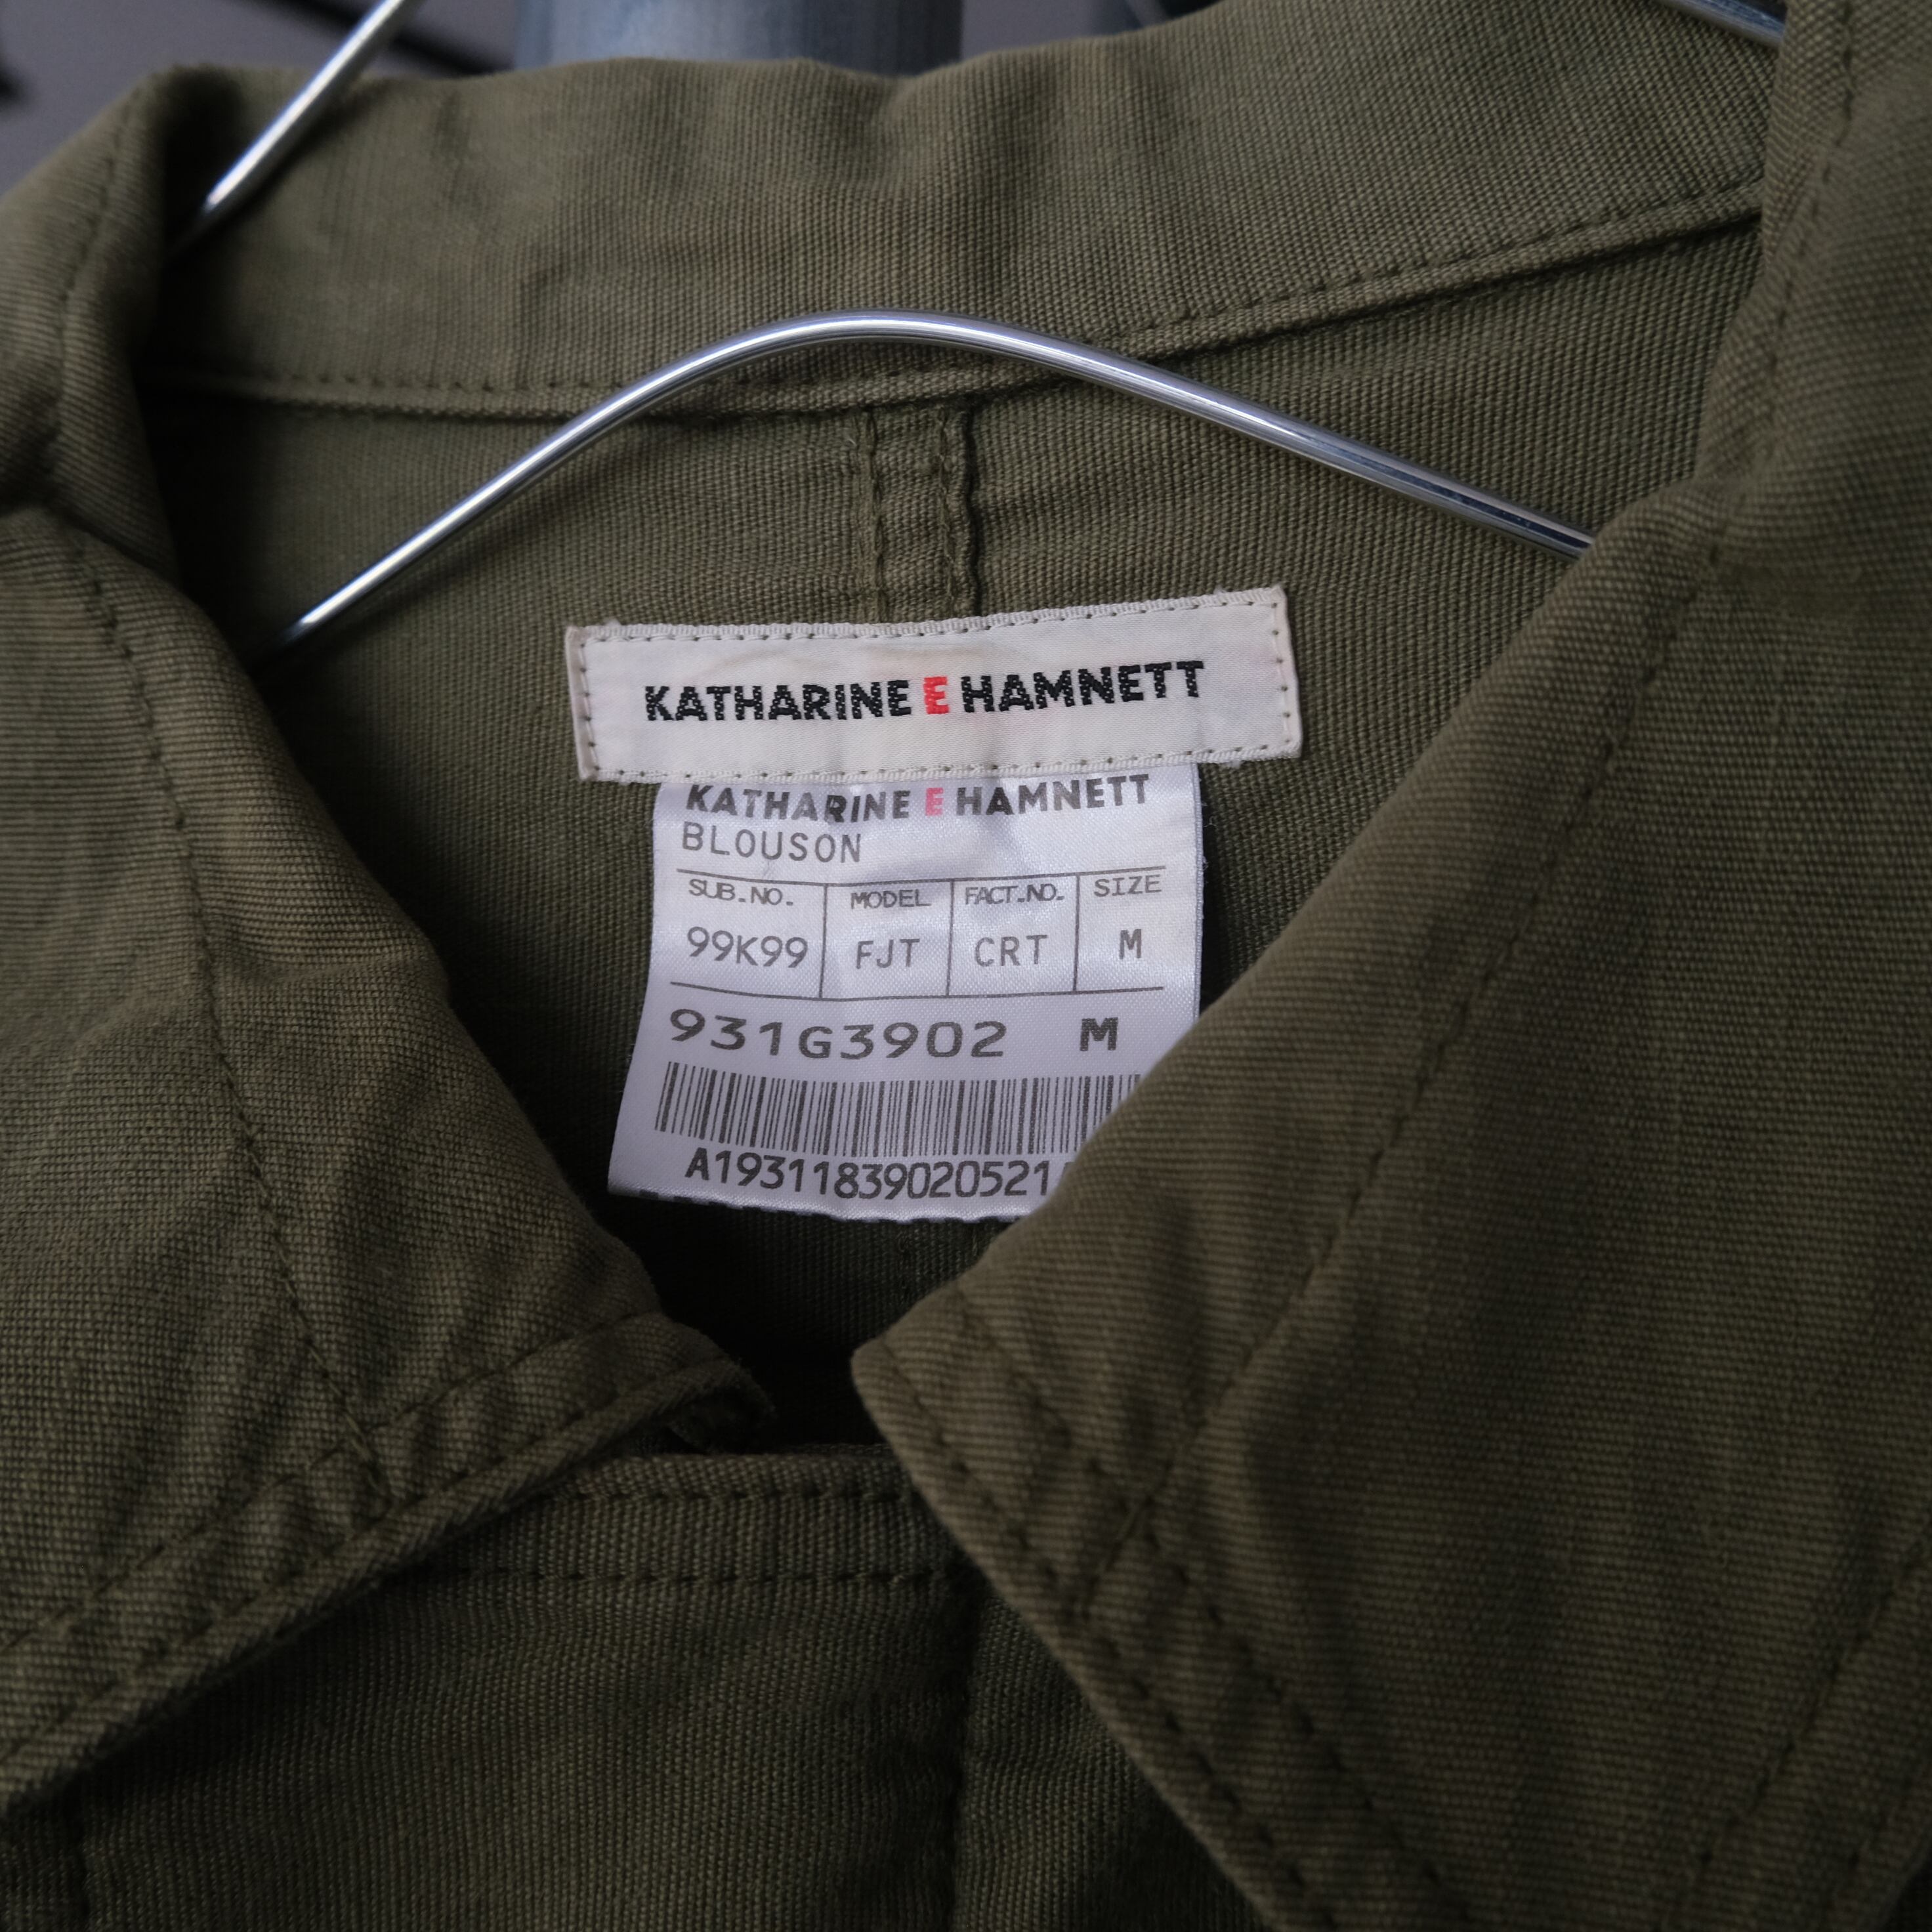 KATHARINE E HAMNETT
KATHARINE E HAMNETT
BLOUSON
SUB.NO. MODEL FACT.NO. SIZE
99K99 FJT CRT M
931G3902 M
A19311839020521